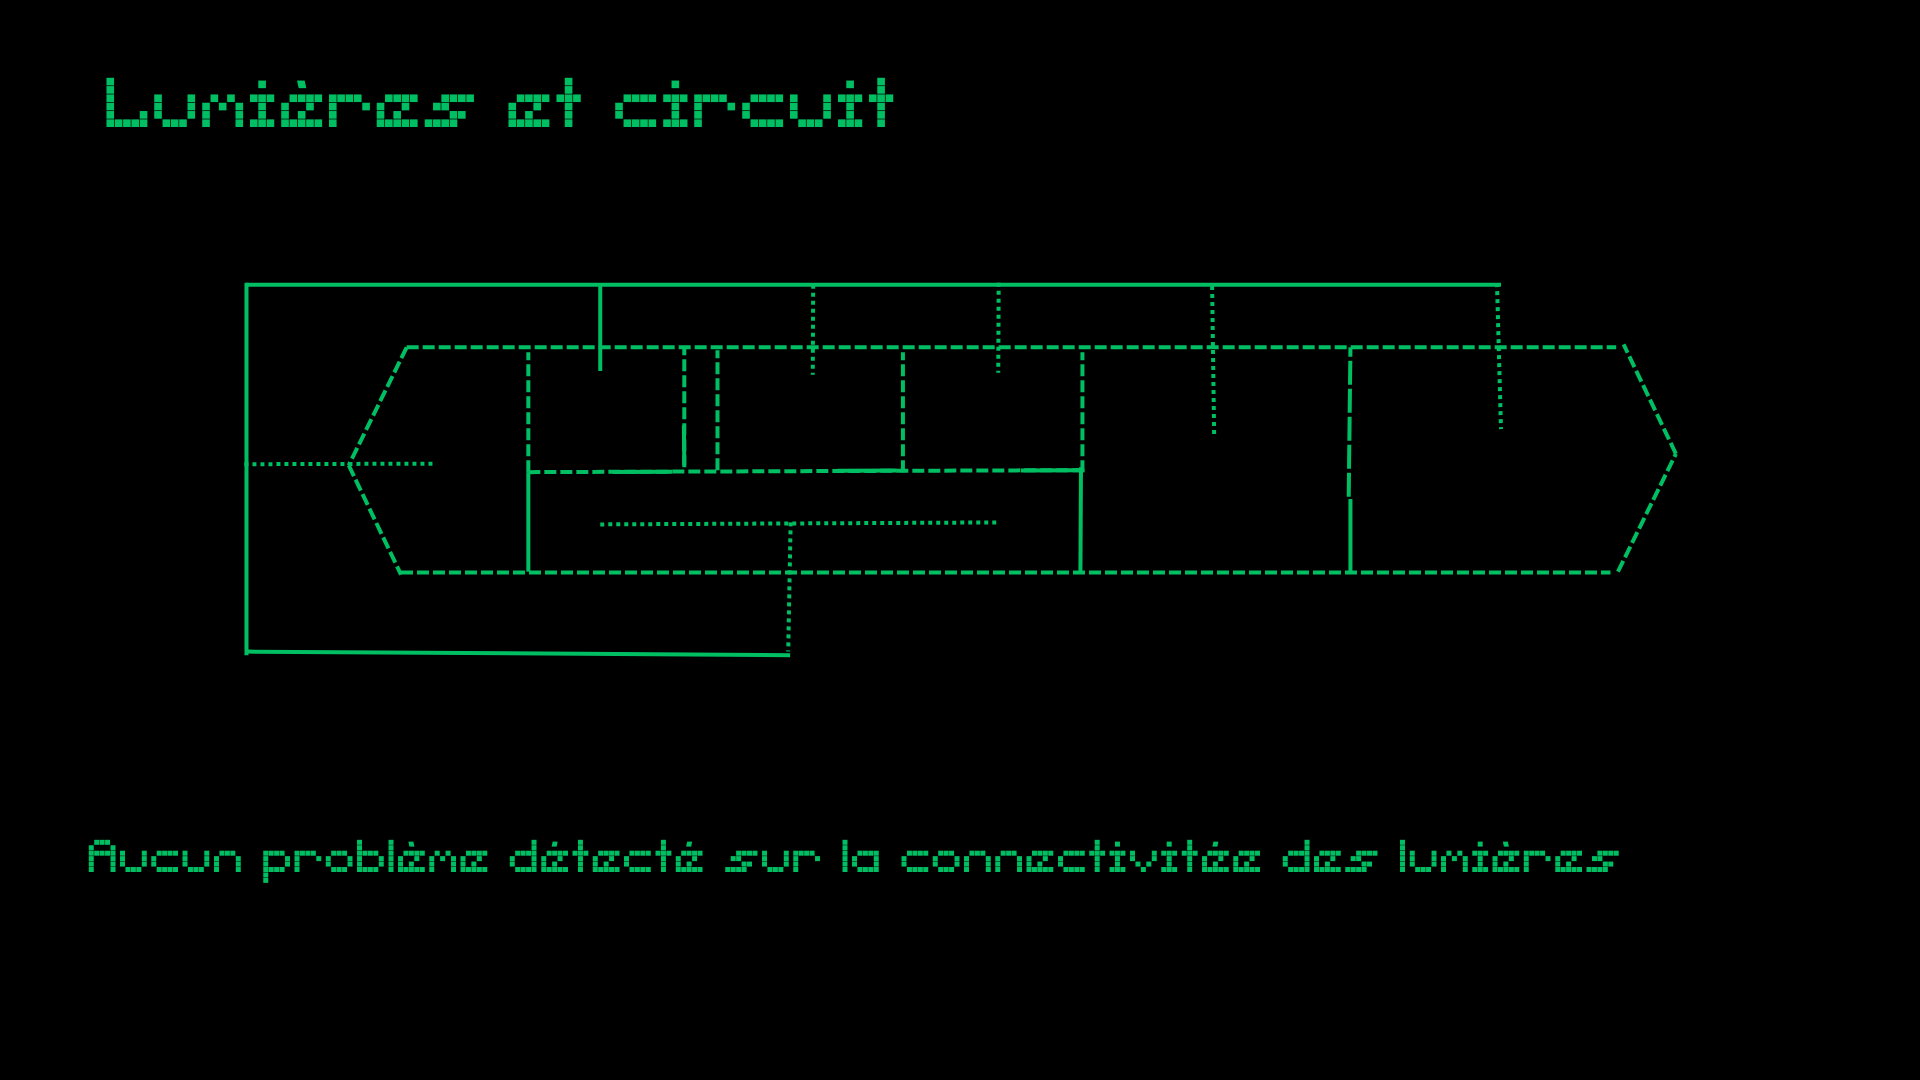 Lumières et circuit
Aucun problème détecté sur la connectivitée des lumières